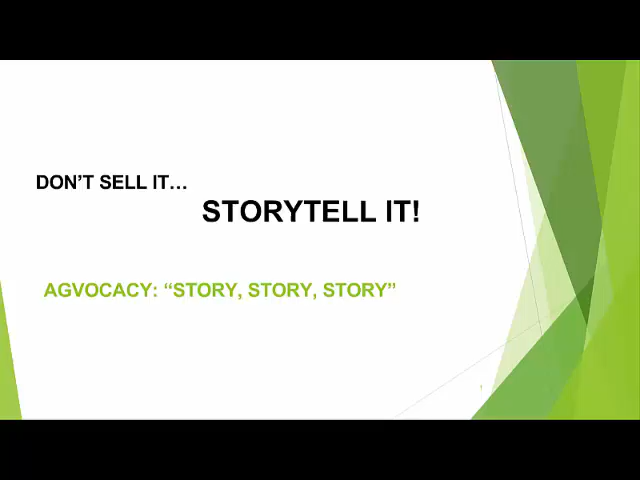 DON’T SELL IT…
STORYTELL IT!
AGVOCACY: “STORY, STORY, STORY”